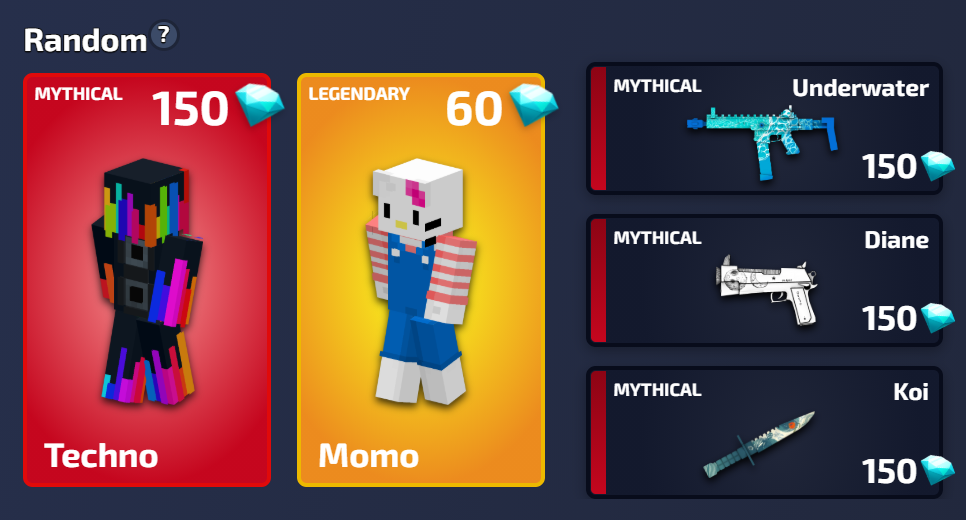 Random ?
MYTHICAL 150
Techno
LEGENDARY 60
Momo
MYTHICAL Underwater
150
MYTHICAL Diane
150
MYTHICAL Koi
150